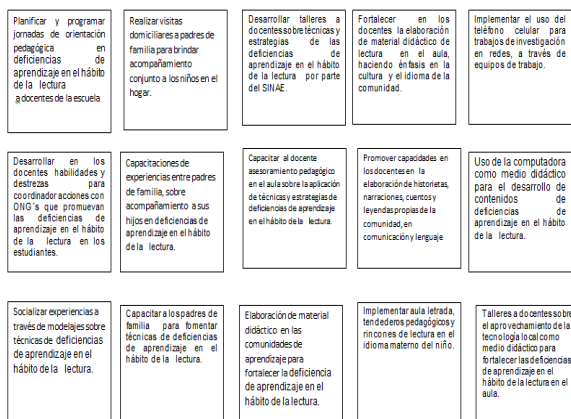 Planificar y programar
jornadas de orientación
pedagógica en
deficiencias de
aprendizaje en el hábito
de la lectura
a docentes de la escuela
Realizar visitas
domiciliares a padres de
familia para brindar
acompañamiento
conjunto a los niños en el
hogar.
Desarrollar talleres a
docentes sobre técnicas y
estrategias de las
deficiencias de
aprendizaje en el hábito
de la lectura por parte
del SINAE.
Fortalecer en los
docentes la elaboración
de material didáctico de
lectura en el aula,
haciendo énfasis en la
cultura y el idioma de la
comunidad.
Implementar el uso del
teléfono celular para
trabajos de investigación
en redes, a través de
equipos de trabajo.
Desarrollar en los
docentes habilidades y
destrezas para
coordinar acciones con
ONG´s que promuevan
las deficiencias de
aprendizaje en el hábito
de la lectura en los
estudiantes.
Capacitaciones de
experiencias entre padres
de familia, sobre
acompañamiento a sus
hijos en deficiencias de
aprendizaje en el hábito
de la lectura.
Capacitar al docente
asesoramiento pedagógico
en el aula sobre la aplicación
de técnicas y estrategias de
deficiencias de aprendizaje
en el hábito de la lectura.
Promover capacidades en
los docentes en la
elaboración de historietas,
narraciones, cuentos y
leyendas propias de la
comunidad, en
comunicación y lenguaje
Uso de la computadora
como medio didáctico
para el desarrollo de
contenidos de
deficiencias de
aprendizaje en el hábito
de la lectura.
Socializar experiencias a
través de modelajes sobre
técnicas de deficiencias
de aprendizaje en el
hábito de la lectura.
Capacitar a los padres de
familia para fomentar
técnicas de deficiencias
de aprendizaje en el
hábito de la lectura.
Elaboración de material
didáctico en las
comunidades de
aprendizaje para
fortalecer la deficiencia
de aprendizaje en el
hábito de la lectura.
Implementar aula letrada,
tendederos pedagógicos y
rincones de lectura en el
idioma materno del niño.
Talleres a docentes sobre
el aprovechamiento de la
tecnología local como
medio didáctico para
fortalecer las deficiencias
de aprendizaje en el
hábito de la lectura en el
aula.